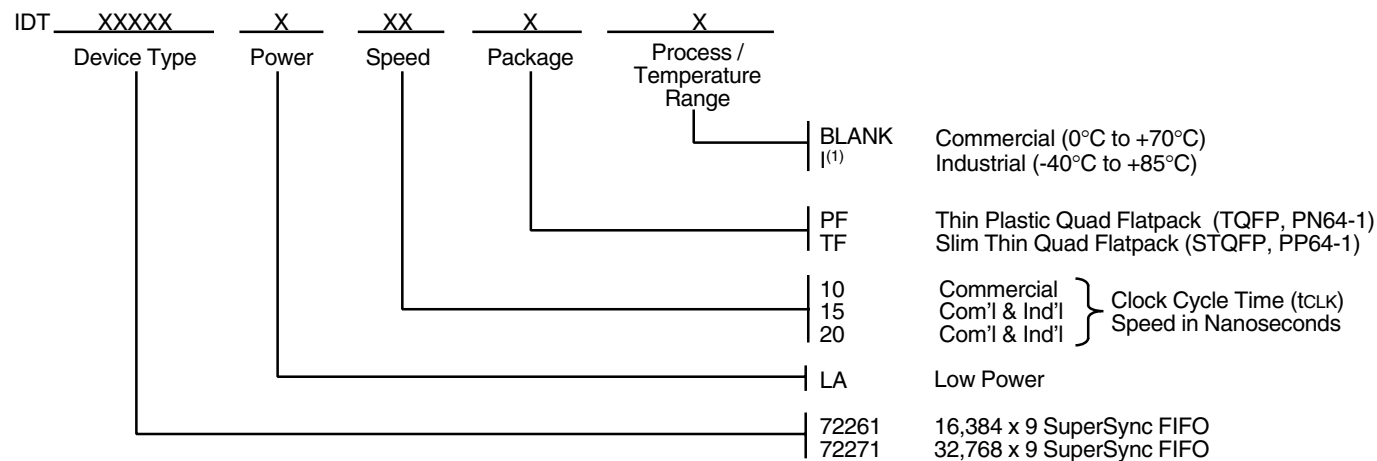 IDT XXXXX X XX X X
Device Type Power Speed Package Process /
Temperature
Range
BLANK Commercial (0°C to +70°C)
I(1) Industrial (-40°C to +85°C)
PF Thin Plastic Quad Flatpack (TQFP, PN64-1)
TF Slim Thin Quad Flatpack (STQFP, PP64-1)
10 Commercial
15 Com'l & Ind'l
20 Com'l & Ind'l
Clock Cycle Time (tCLK)
Speed in Nanoseconds
LA Low Power
72261 16,384 x 9 SuperSync FIFO
72271 32,768 x 9 SuperSync FIFO